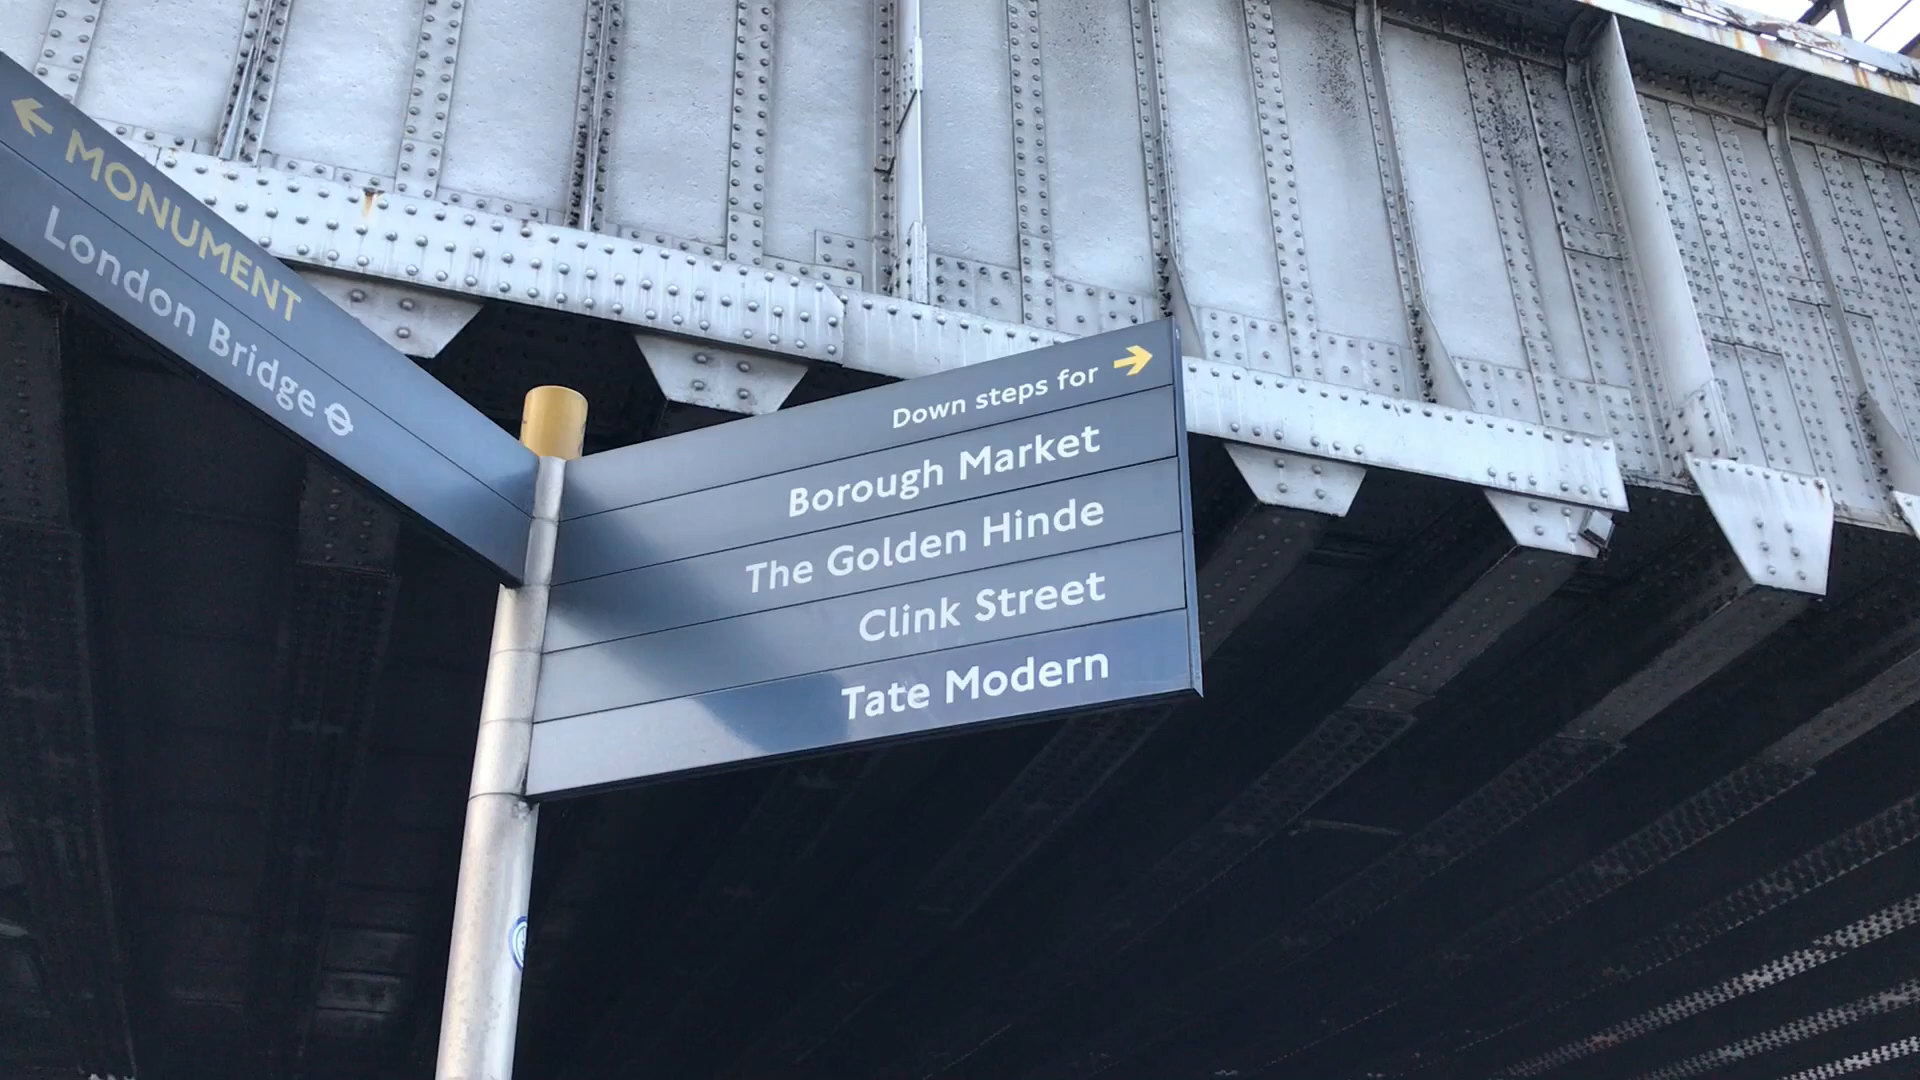 ← MONUMENT
London Bridge
Down steps for →
Borough Market
The Golden Hinde
Clink Street
Tate Modern